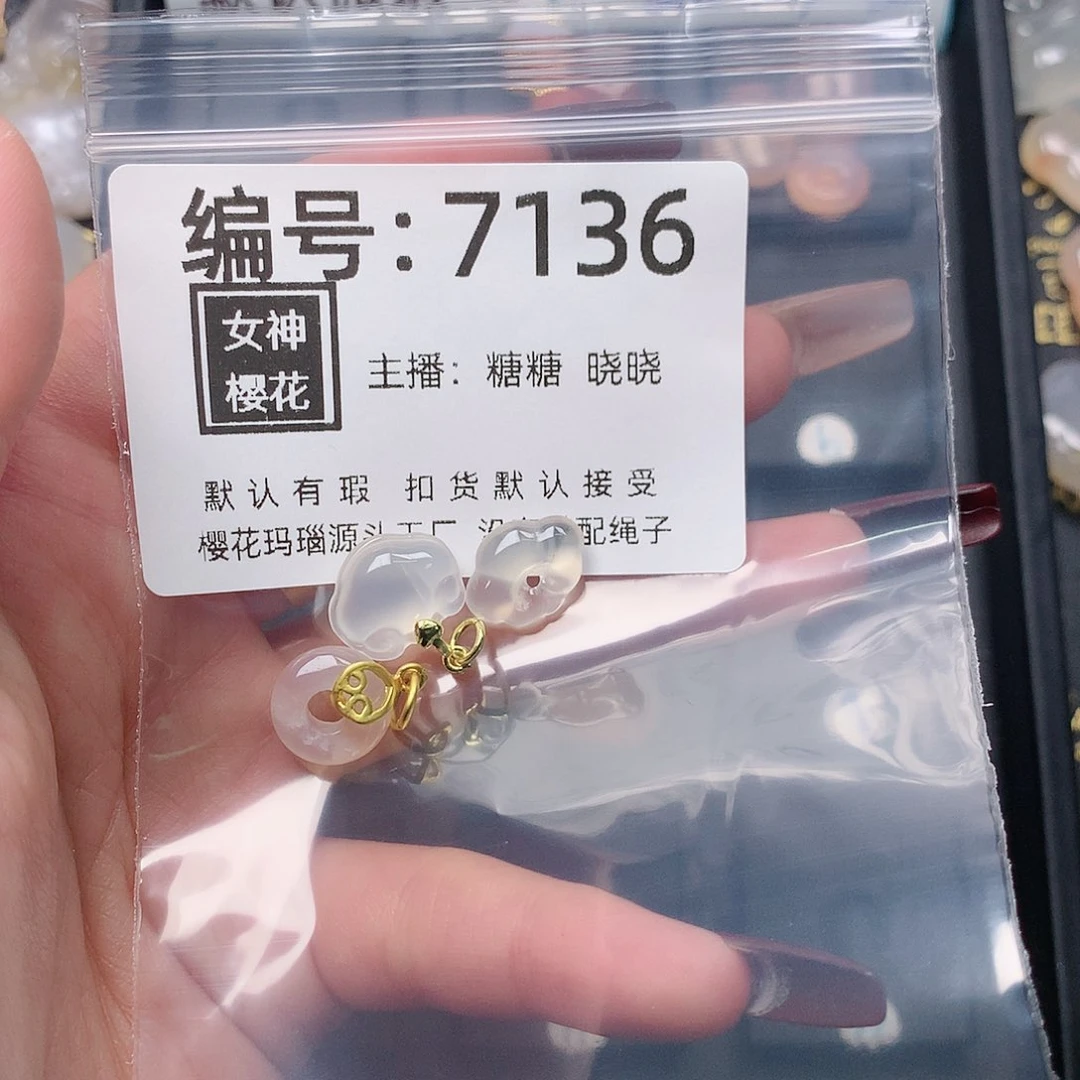 编号：7136
女神
樱花
主播：糖糖 晓晓
默认有瑕 扣货默认接受
樱花玛瑙源头工厂 配绳子